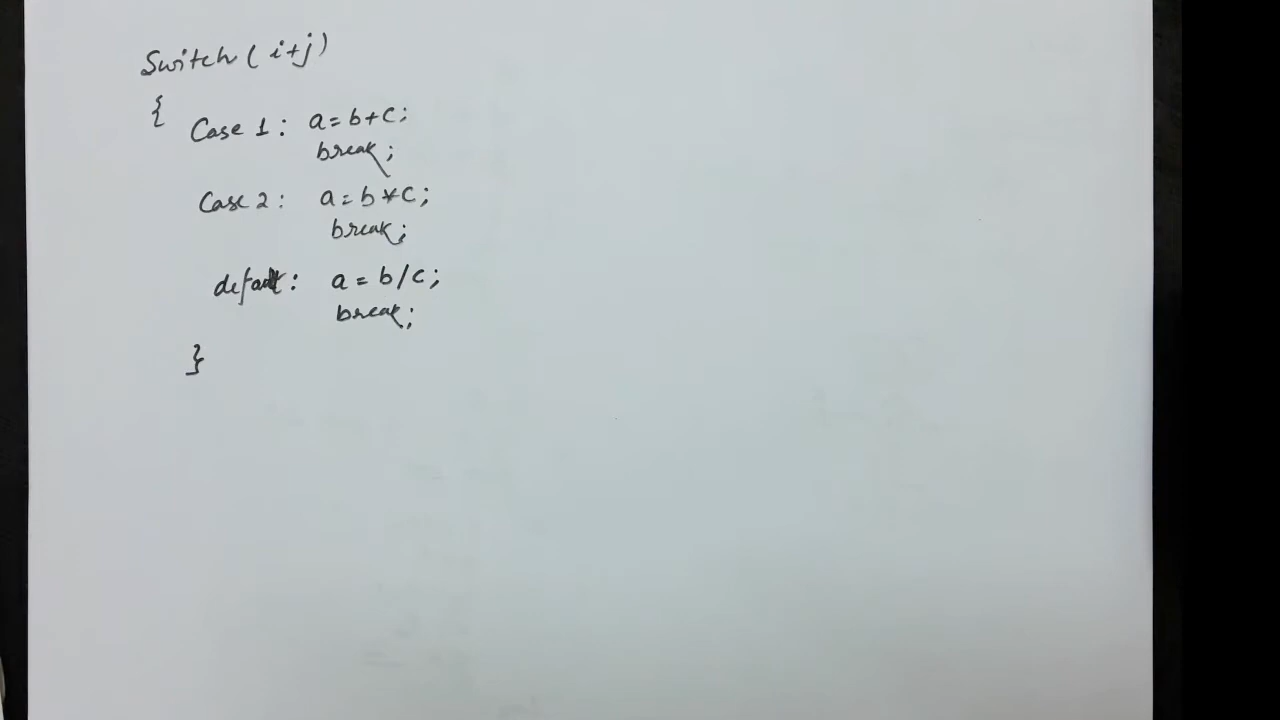 Switch (i+j)
{
Case 1: a = b+c;
break;
Case 2: a = b*c;
break;
default: a = b/c;
break;
}